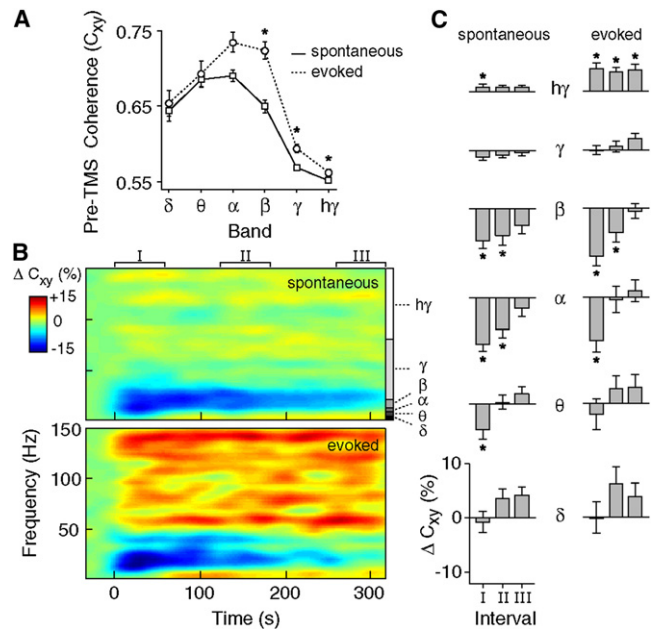 A
Pre-TMS Coherence (Cxy)
0.75
0.65
0.55
spontaneous
evoked
*
*
*
*
δ θ α β γ hγ
Band
B
I II III
Δ Cxy (%)
+15
0
-15
spontaneous
hγ
γ
β
α
θ
δ
evoked
Frequency (Hz)
150
100
50
0 100 200 300
Time (s)
C
spontaneous evoked
* * * *
hγ
γ
β
* * * *
α
* * *
θ
*
Δ Cxy (%)
10
0
-10
δ
I II III
Interval